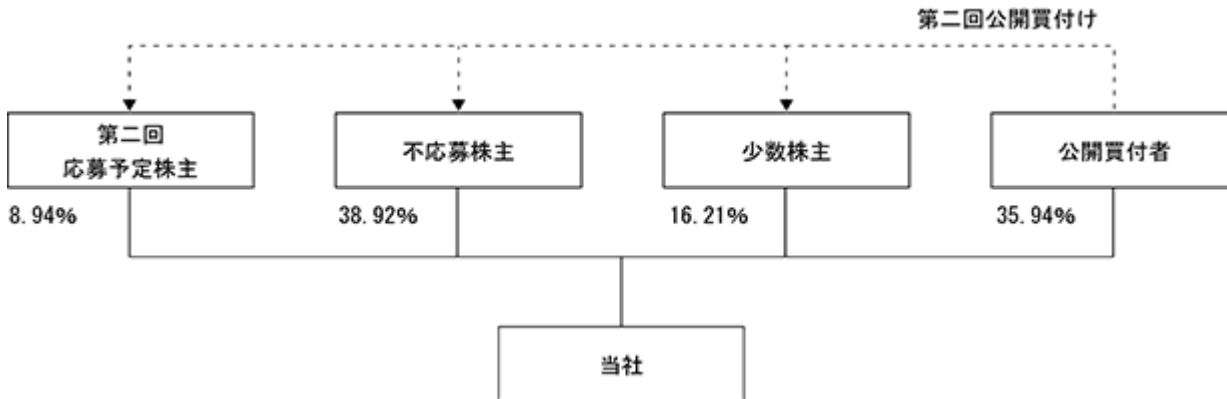 第二回公開買付け
第二回
応募予定株主
不応募株主
少数株主
公開買付者
8.94%
38.92%
16.21%
35.94%
当社